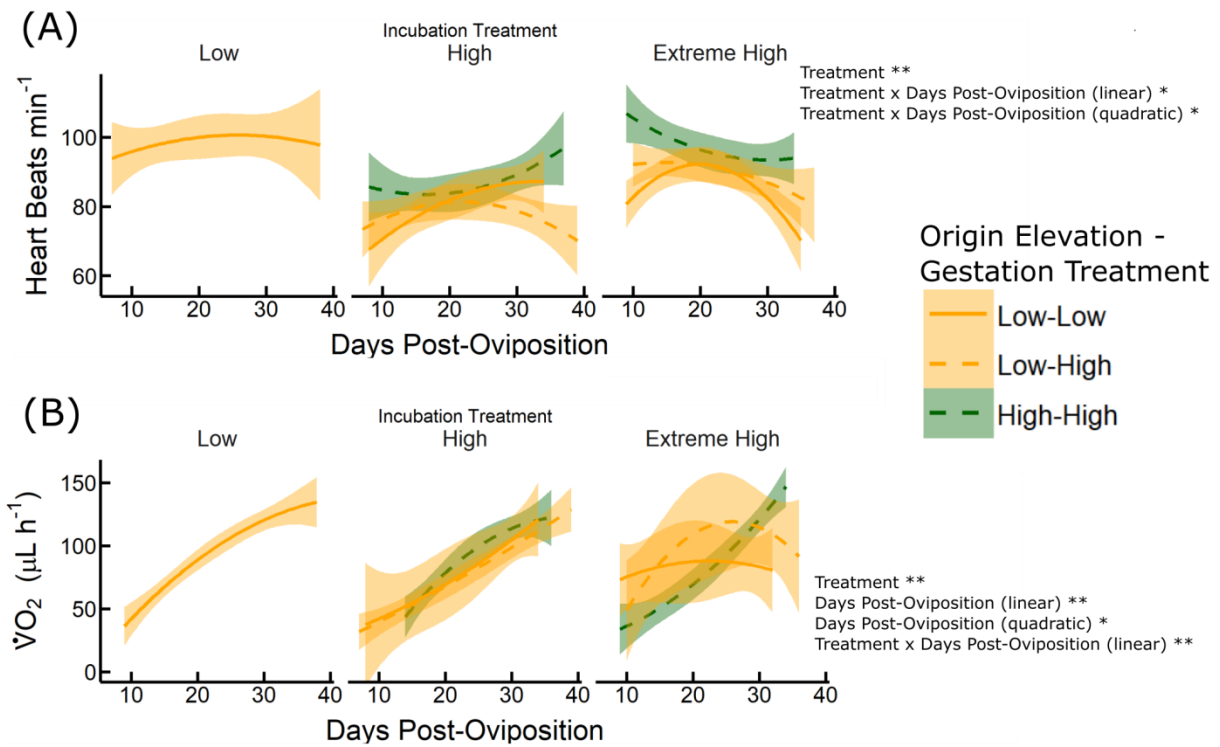 (A)
Incubation Treatment
Low
High
Extreme High
Treatment **
Treatment x Days Post-Oviposition (linear) *
Treatment x Days Post-Oviposition (quadratic) *
Heart Beats min⁻¹
100
80
60
10 20 30 40
10 20 30 40
10 20 30 40
Days Post-Oviposition
Origin Elevation -
Gestation Treatment
Low-Low
Low-High
High-High
(B)
Incubation Treatment
Low
High
Extreme High
V̇O₂ (µL h⁻¹)
150
100
50
0
10 20 30 40
10 20 30 40
10 20 30 40
Days Post-Oviposition
Treatment **
Days Post-Oviposition (linear) **
Days Post-Oviposition (quadratic) *
Treatment x Days Post-Oviposition (linear) **